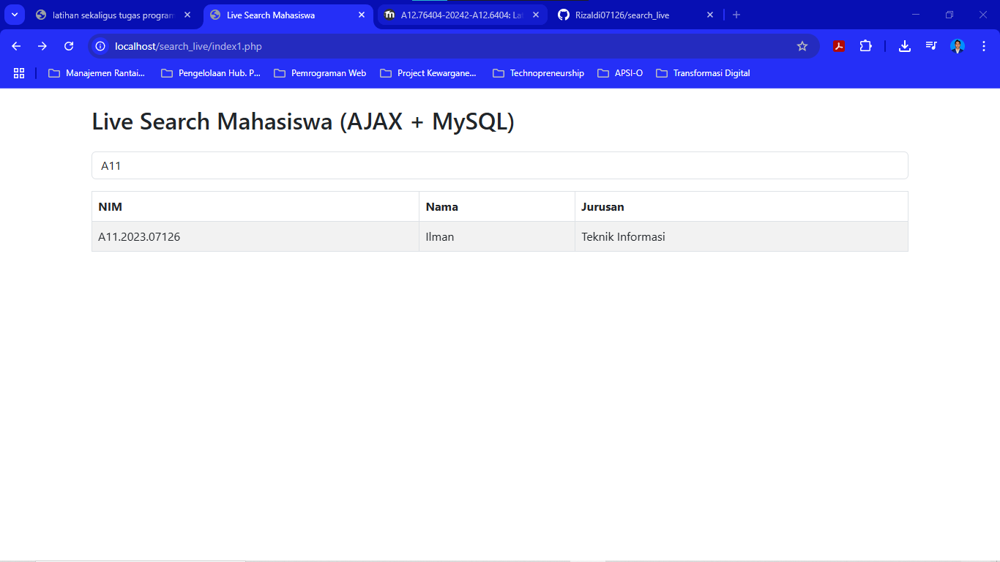 latihan sekaligus tugas program
Live Search Mahasiswa
A12.76404-20242-A12.6404: Lat
Rizaldi07126/search_live
localhost/search_live/index1.php
Manajemen Rantai...
Pengelolaan Hub. P...
Pemrograman Web
Project Kewargane...
Technopreneurship
APSI-O
Transformasi Digital
Live Search Mahasiswa (AJAX + MySQL)
A11
NIM Nama Jurusan
A11.2023.07126 Ilman Teknik Informasi